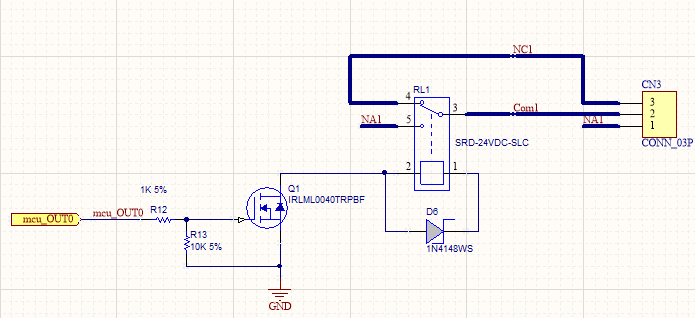 NC1
CN3
RL1
4
3
3
Com1
2
NA1
5
NA1
1
CONN_03P
SRD-24VDC-SLC
2
1
1K 5%
Q1
IRLML0040TRPBF
mcu_OUT0
mcu_OUT0
R12
D6
R13
10K 5%
1N4148WS
GND